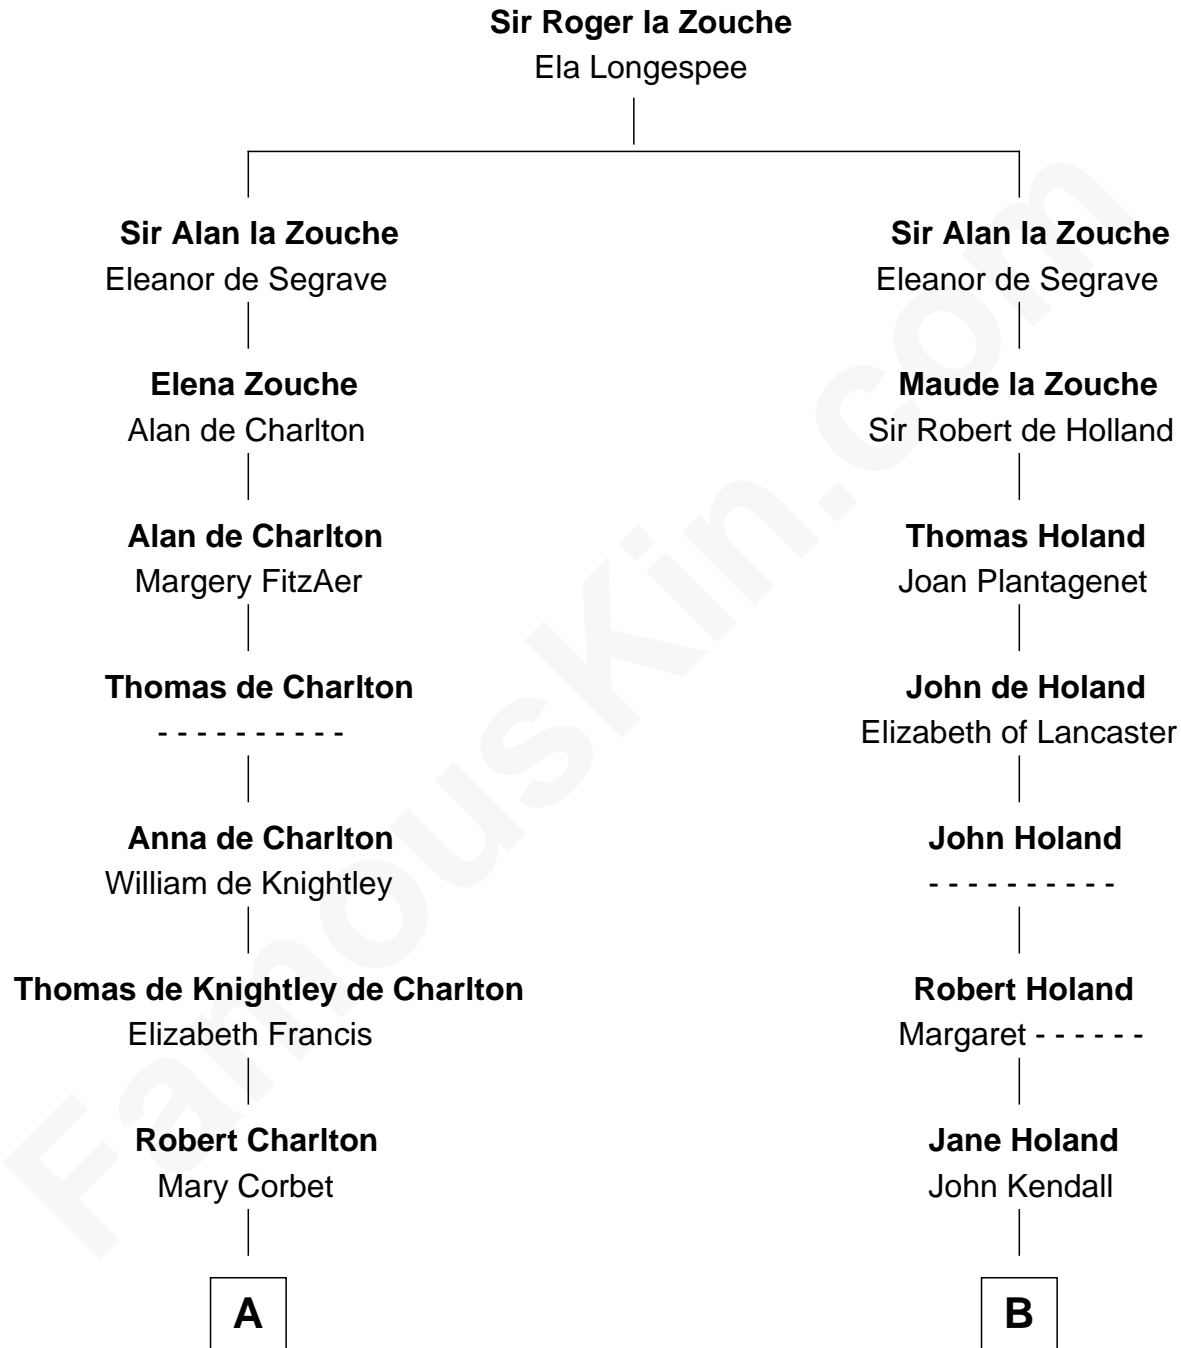 Sir Roger la Zouche
Ela Longespee
Sir Alan la Zouche
Eleanor de Segrave
Sir Alan la Zouche
Eleanor de Segrave
Elena Zouche
Alan de Charlton
Maude la Zouche
Sir Robert de Holland
Alan de Charlton
Margery FitzAer
Thomas Holand
Joan Plantagenet
Thomas de Charlton
- - - - - - - - - -
John de Holand
Elizabeth of Lancaster
Anna de Charlton
William de Knightley
John Holand
- - - - - - - - - -
Thomas de Knightley de Charlton
Elizabeth Francis
Robert Holand
Margaret - - - - - -
Robert Charlton
Mary Corbet
Jane Holand
John Kendall
A
B
FamousKin.com